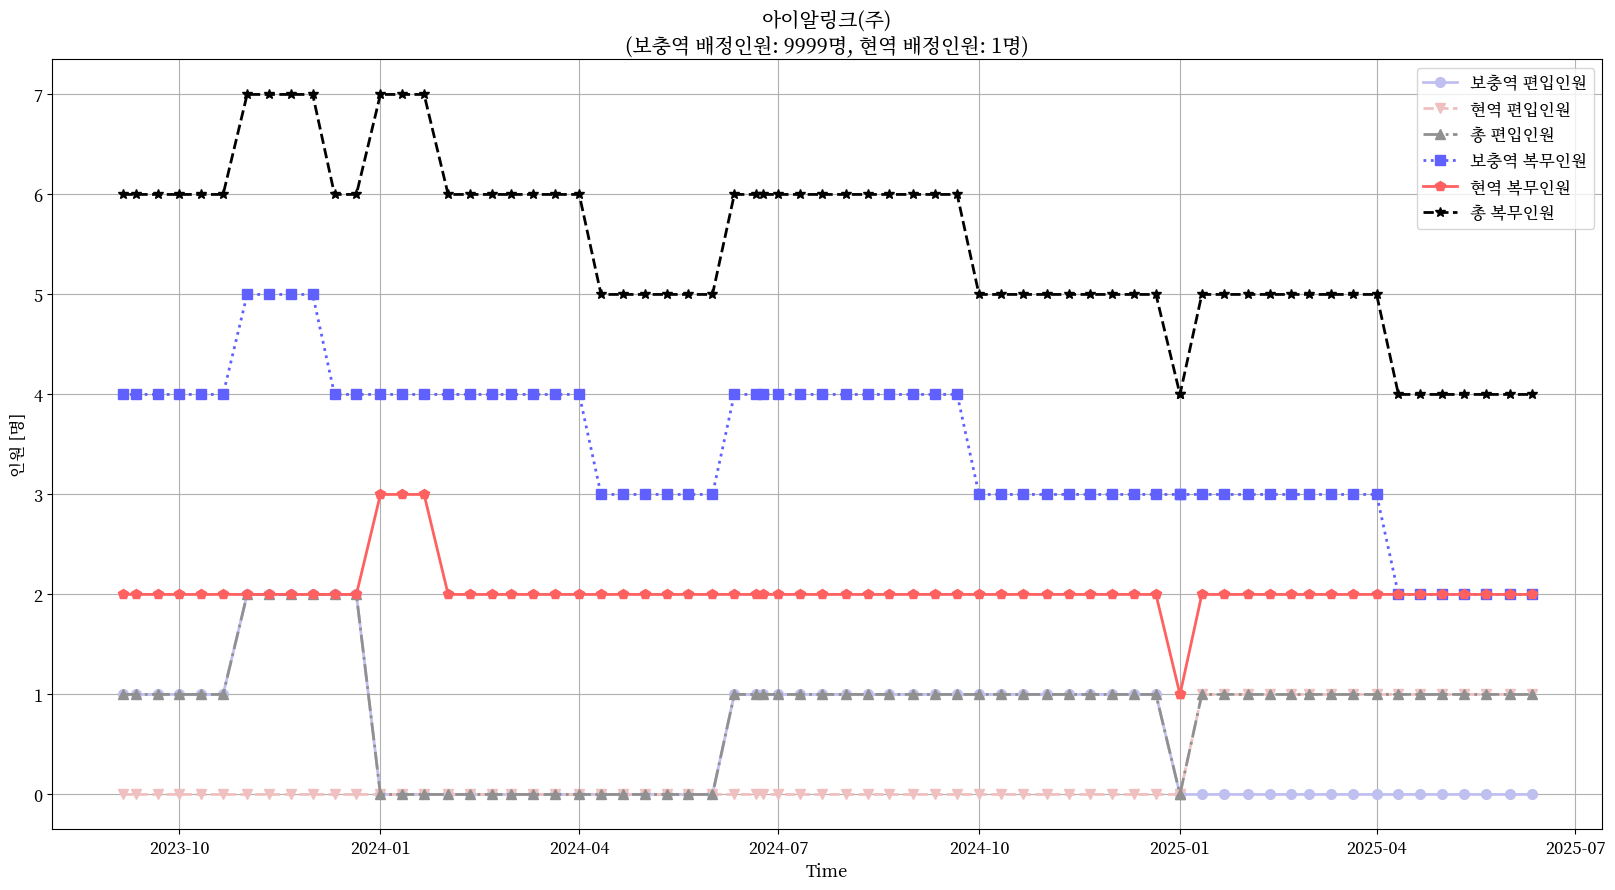 아이알링크(주)
(보충역 배정인원: 9999명, 현역 배정인원: 1명)
보충역 편입인원
현역 편입인원
총 편입인원
보충역 복무인원
현역 복무인원
총 복무인원
인원 [명]
7
6
5
4
3
2
1
0
2023-10
2024-01
2024-04
2024-07
2024-10
2025-01
2025-04
2025-07
Time